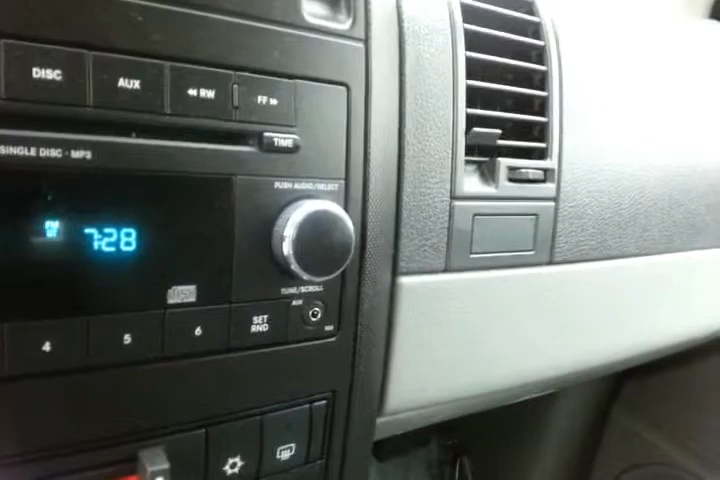 DISC AUX ◀◀ RW FF ▶▶
TIME
SINGLE DISC · MP3
PUSH AUDIO/SELECT
7:28
TUNE/SCROLL
AUX
4 5 6 SET
RND